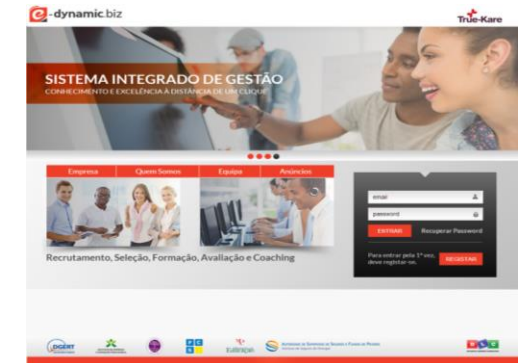 e-dynamic.biz
True-Kare
SISTEMA INTEGRADO DE GESTÃO
CONHECIMENTO E EXCELÊNCIA À DISTÂNCIA DE UM CLIQUE
Empresa Quem Somos Equipa Anúncios
email
password
ENTRAR Recuperar Password
Para entrar pela 1ª vez,
deve registar-se.
REGISTAR
Recrutamento, Seleção, Formação, Avaliação e Coaching
DGERT